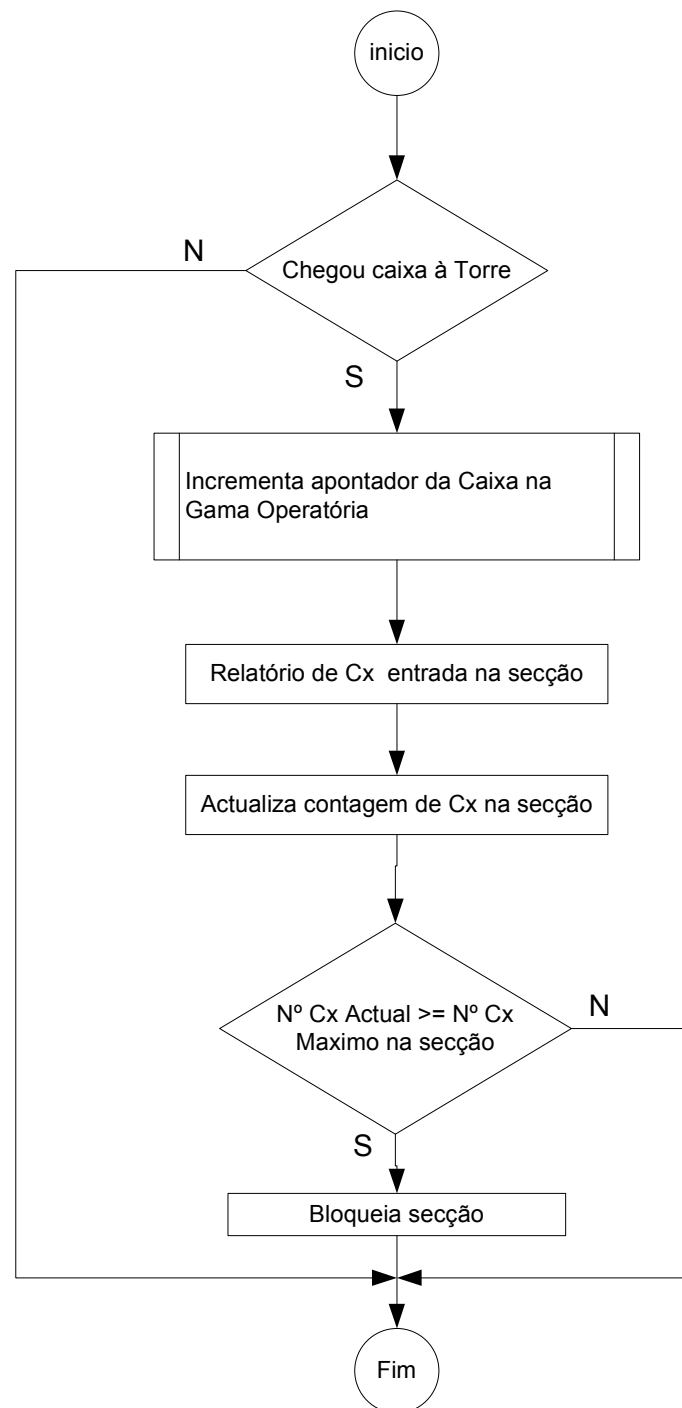 inicio
N
Chegou caixa à Torre
S
Incrementa apontador da Caixa na
Gama Operatória
Relatório de Cx entrada na secção
Actualiza contagem de Cx na secção
Nº Cx Actual >= Nº Cx
Maximo na secção
N
S
Bloqueia secção
Fim